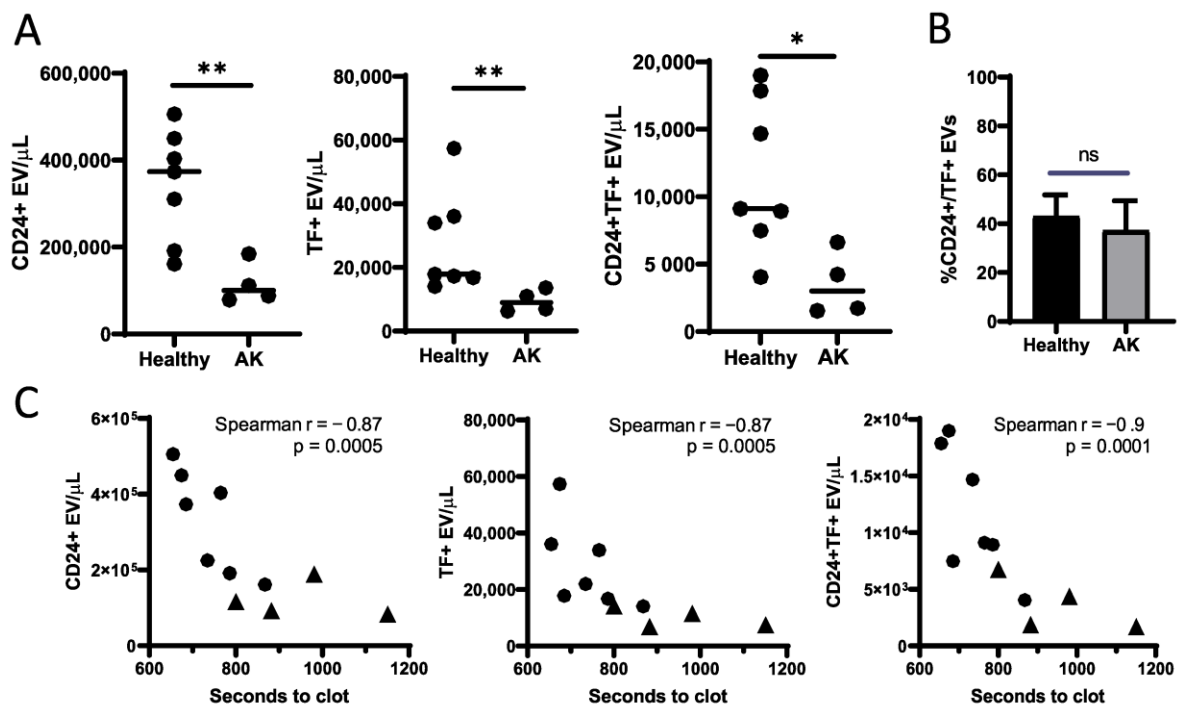 A
B
CD24+ EV/μL
600,000
400,000
200,000
0
**
Healthy
AK
TF+ EV/μL
80,000
60,000
40,000
20,000
0
**
Healthy
AK
CD24+TF+ EV/μL
20,000
15,000
10,000
5 000
0
*
Healthy
AK
%CD24+/TF+ EVs
100
80
60
40
20
0
ns
Healthy
AK
C
CD24+ EV/μL
6×10⁵
4×10⁵
2×10⁵
0
Spearman r = − 0.87
p = 0.0005
600
800
1000
1200
Seconds to clot
TF+ EV/μL
80,000
60,000
40,000
20,000
0
Spearman r = −0.87
p = 0.0005
600
800
1000
1200
Seconds to clot
CD24+TF+ EV/μL
2×10⁴
1.5×10⁴
1×10⁴
5×10³
0
Spearman r = −0.9
p = 0.0001
600
800
1000
1200
Seconds to clot